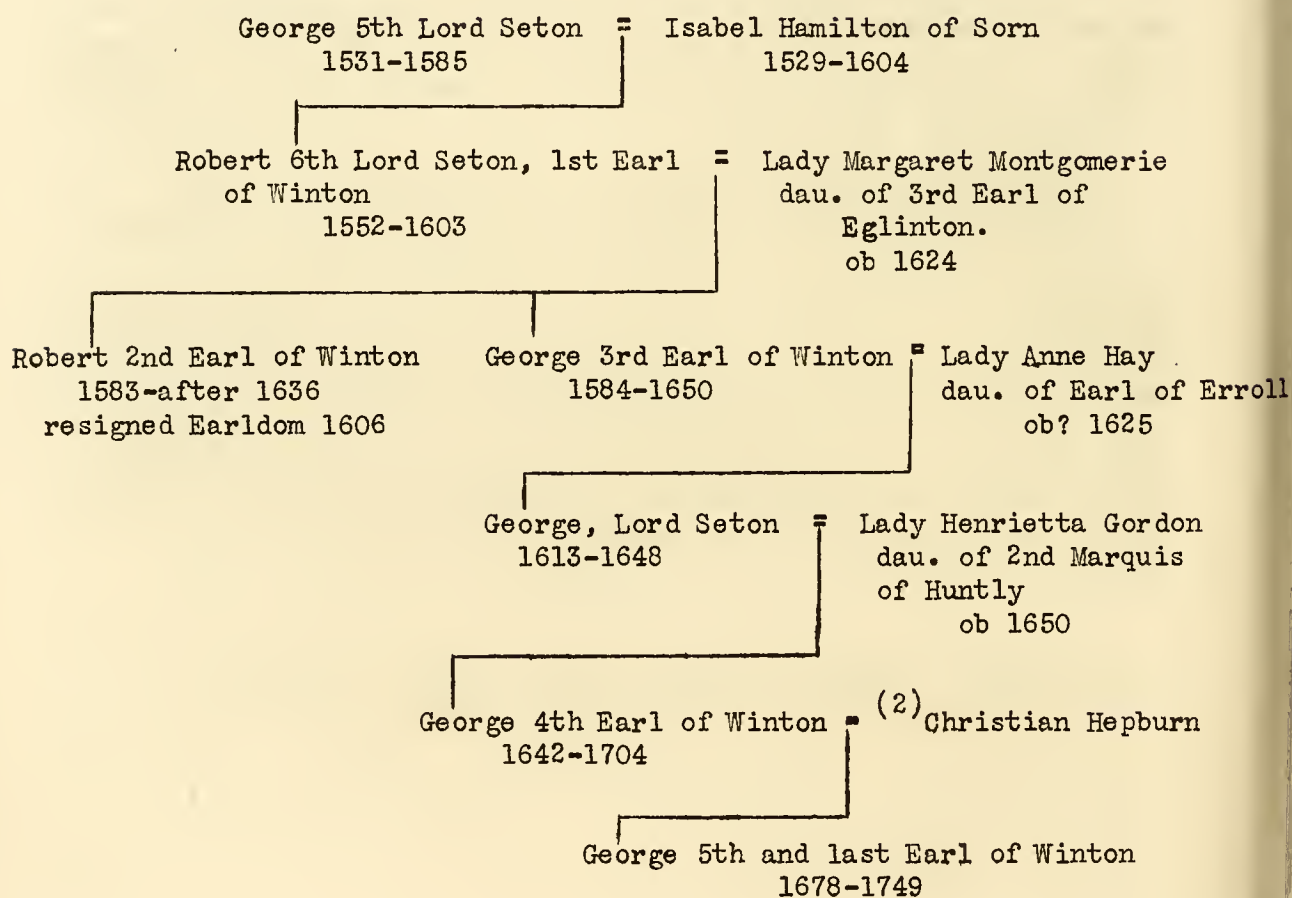 George 5th Lord Seton = Isabel Hamilton of Sorn
1531-1585 1529-1604
Robert 6th Lord Seton, 1st Earl = Lady Margaret Montgomerie
of Winton dau. of 3rd Earl of
1552-1603 Eglinton.
ob 1624
Robert 2nd Earl of Winton George 3rd Earl of Winton = Lady Anne Hay
1583-after 1636 1584-1650 dau. of Earl of Erroll
resigned Earldom 1606 ob? 1625
George, Lord Seton = Lady Henrietta Gordon
1613-1648 dau. of 2nd Marquis
of Huntly
ob 1650
George 4th Earl of Winton = (2)Christian Hepburn
1642-1704
George 5th and last Earl of Winton
1678-1749